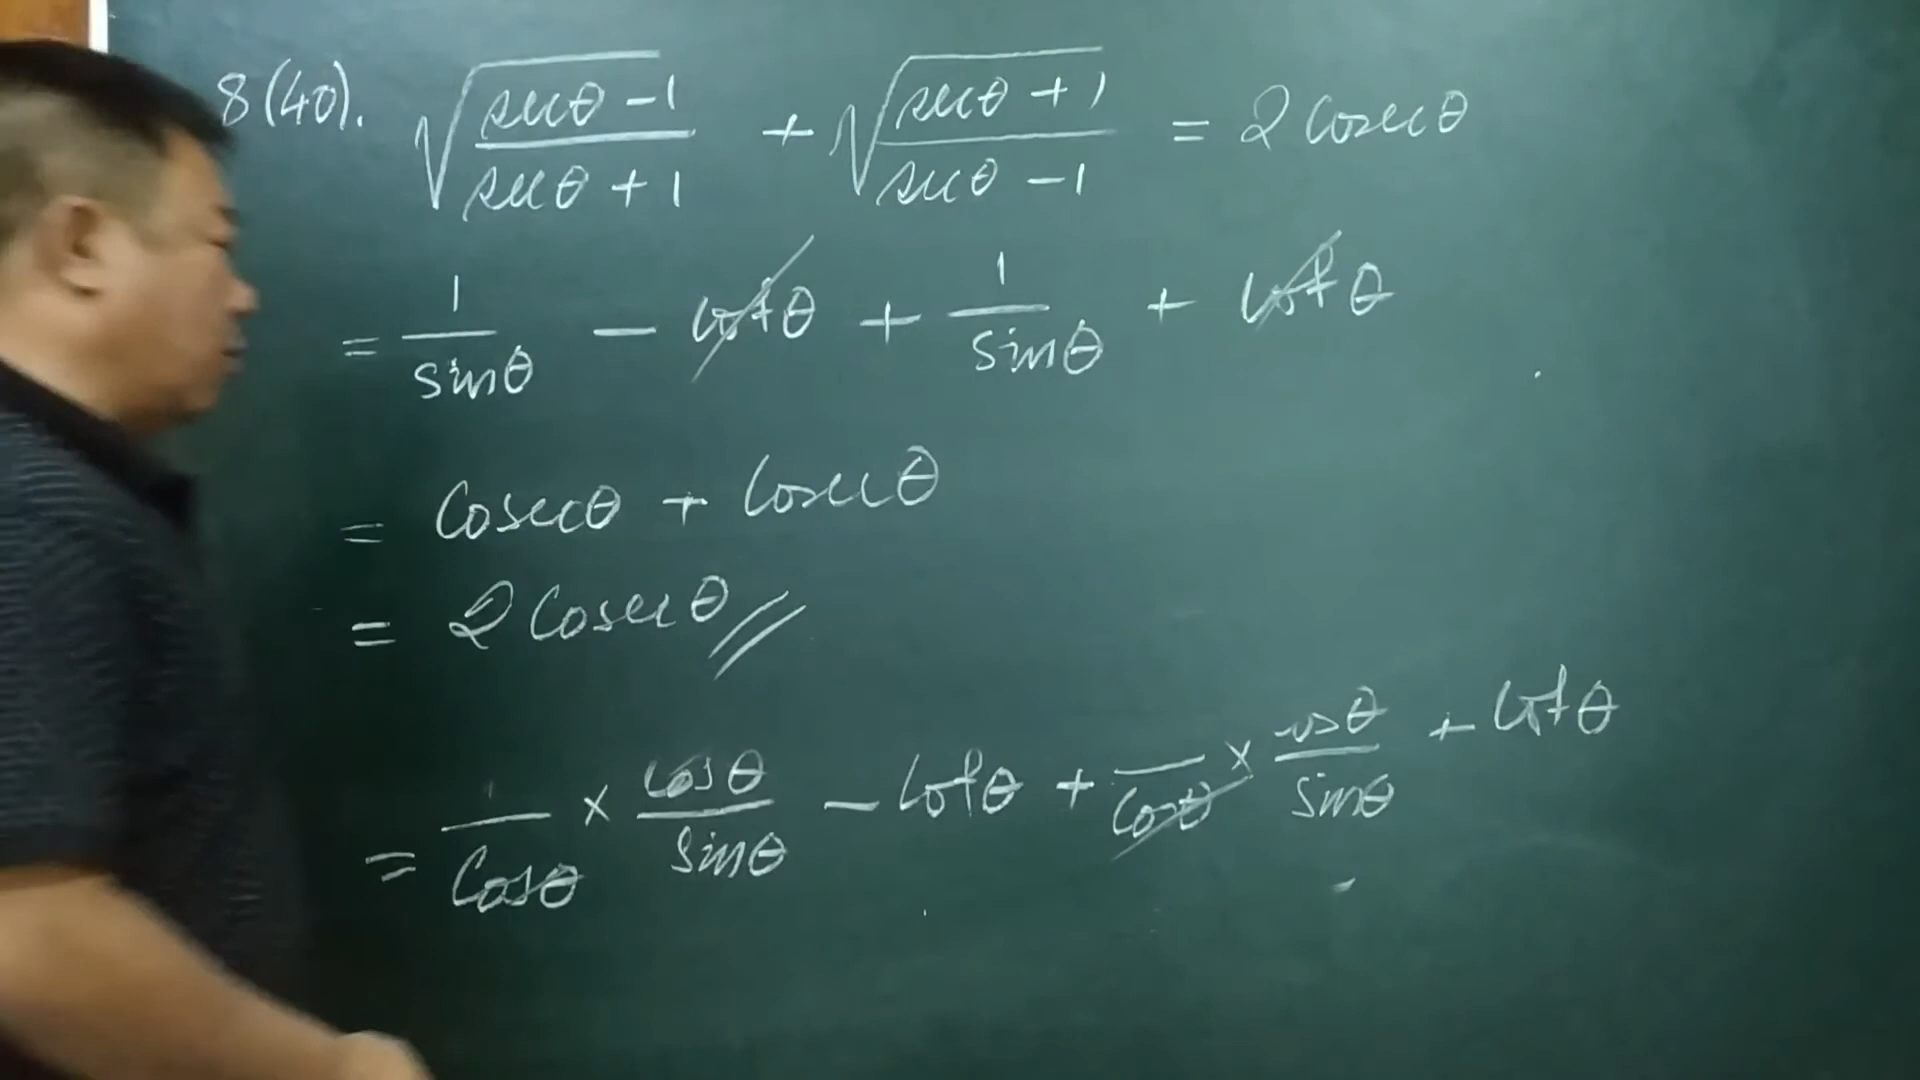 8(40). √(secθ - 1 / secθ + 1) + √(secθ + 1 / secθ - 1) = 2 Cosecθ
= 1/sinθ - cotθ + 1/sinθ + cotθ
= Cosecθ + Cosecθ
= 2 Cosecθ //
= 1/Cosθ × Cosθ/sinθ - Cotθ + /Cosθ × cosθ/sinθ + Cotθ